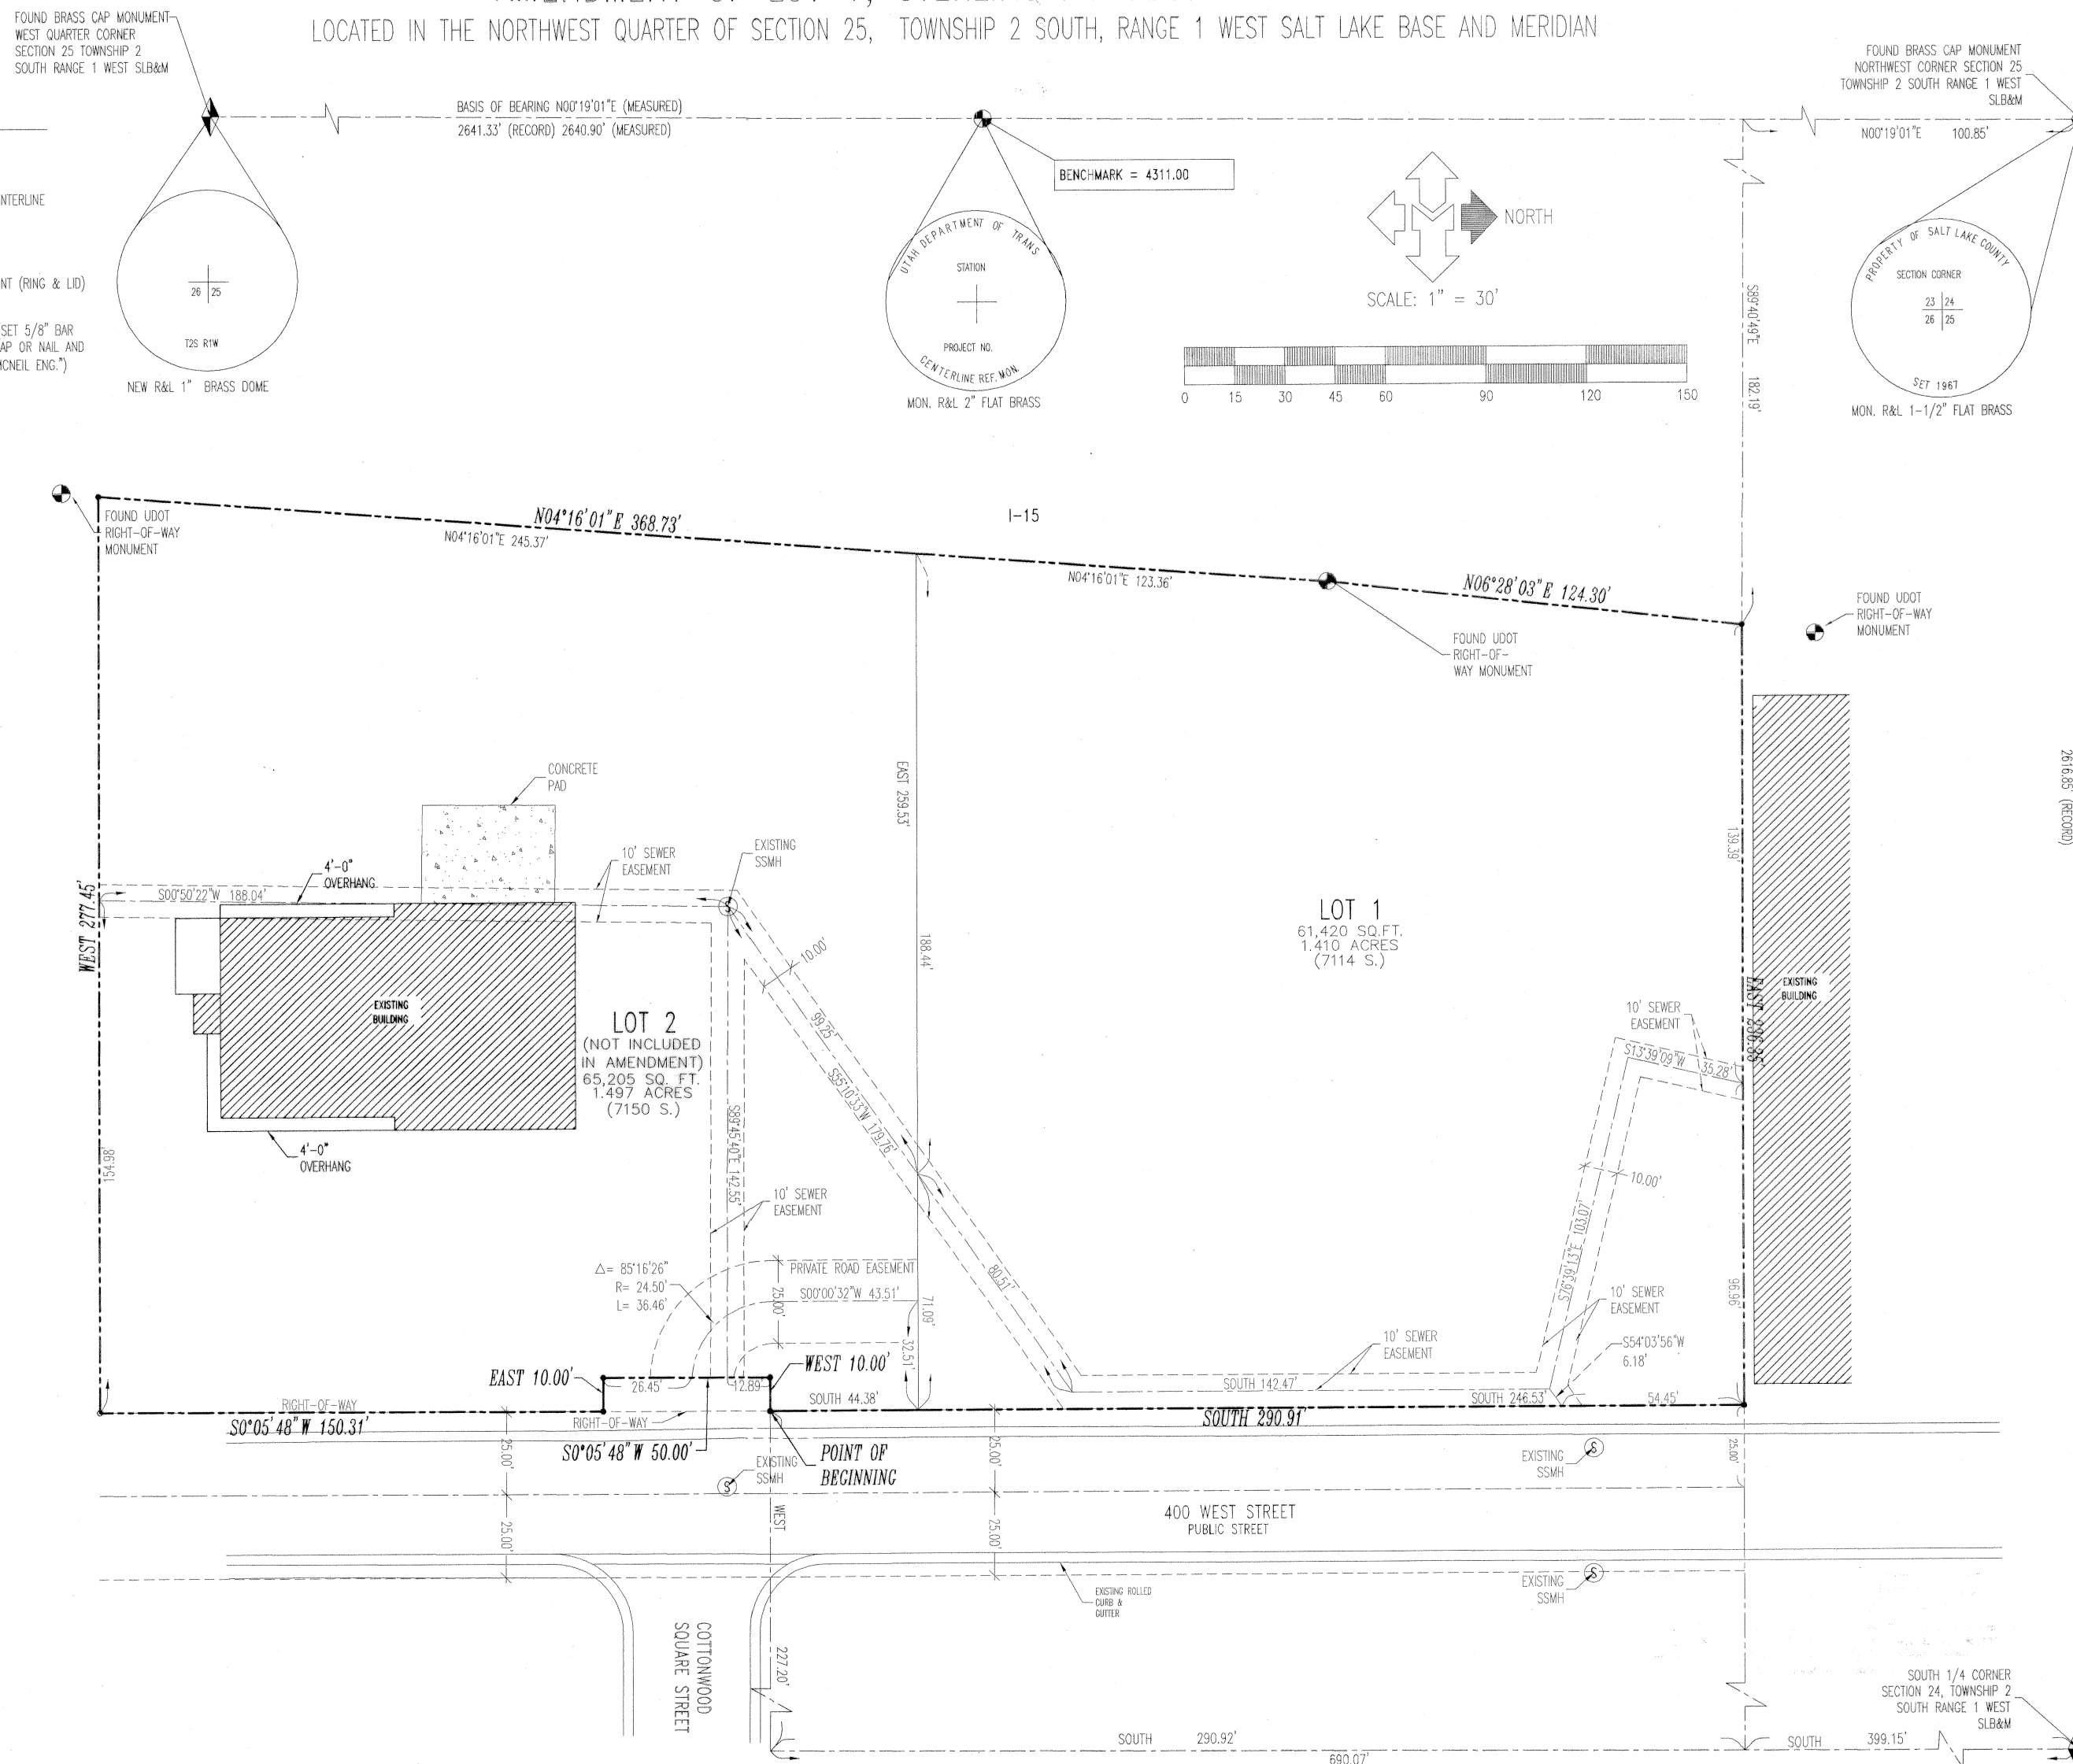 LOCATED IN THE NORTHWEST QUARTER OF SECTION 25, TOWNSHIP 2 SOUTH, RANGE 1 WEST SALT LAKE BASE AND MERIDIAN
FOUND BRASS CAP MONUMENT
WEST QUARTER CORNER
SECTION 25 TOWNSHIP 2
SOUTH RANGE 1 WEST SLB&M
FOUND BRASS CAP MONUMENT
NORTHWEST CORNER SECTION 25
TOWNSHIP 2 SOUTH RANGE 1 WEST
SLB&M
BASIS OF BEARING N00°19'01"E (MEASURED)
2641.33' (RECORD) 2640.90' (MEASURED)
N00°19'01"E 100.85'
BENCHMARK = 4311.00
NTERLINE
NT (RING & LID)
SET 5/8" BAR
AP OR NAIL AND
MCNEIL ENG.")
26 25
T2S R1W
NEW R&L 1" BRASS DOME
UTAH DEPARTMENT OF TRANS
STATION
PROJECT NO.
CENTERLINE REF. MON.
MON. R&L 2" FLAT BRASS
NORTH
SCALE: 1" = 30'
0 15 30 45 60 90 120 150
S89°40'49"E 182.19'
PROPERTY OF SALT LAKE COUNTY
SECTION CORNER
23 24
26 25
SET 1967
MON. R&L 1-1/2" FLAT BRASS
FOUND UDOT
RIGHT-OF-WAY
MONUMENT
N04°16'01"E 368.73'
N04°16'01"E 245.37'
I-15
N04°16'01"E 123.36'
N06°28'03"E 124.30'
FOUND UDOT
RIGHT-OF-
WAY MONUMENT
FOUND UDOT
RIGHT-OF-WAY
MONUMENT
2616.85' (RECORD)
CONCRETE
PAD
EAST 259.53'
139.39'
10' SEWER
EASEMENT
EXISTING
SSMH
4'-0"
OVERHANG
S00°50'22"W 188.04'
WEST 277.45'
188.44'
10.00'
LOT 1
61,420 SQ.FT.
1.410 ACRES
(7114 S.)
EAST 236.35'
EXISTING
BUILDING
EXISTING
BUILDING
LOT 2
(NOT INCLUDED
IN AMENDMENT)
65,205 SQ. FT.
1.497 ACRES
(7150 S.)
99.25'
S55°10'33"W 179.76'
10' SEWER
EASEMENT
S13°39'09"W
35.28'
S89°45'40"E 142.55'
154.98'
4'-0"
OVERHANG
10' SEWER
EASEMENT
10.00'
S76°39'13"E 103.07'
96.96'
Δ= 85°16'26"
R= 24.50'
L= 36.46'
PRIVATE ROAD EASEMENT
25.00'
S00°00'32"W 43.51'
71.09'
32.51'
80.51'
10' SEWER
EASEMENT
10' SEWER
EASEMENT
S54°03'56"W
6.18'
EAST 10.00'
26.45'
12.89'
WEST 10.00'
SOUTH 44.38'
SOUTH 142.47'
SOUTH 246.53'
54.45'
RIGHT-OF-WAY
S0°05'48"W 150.31'
RIGHT-OF-WAY
S0°05'48"W 50.00'
SOUTH 290.91'
POINT OF
BEGINNING
EXISTING
SSMH
EXISTING
SSMH
25.00'
25.00'
25.00'
WEST
400 WEST STREET
PUBLIC STREET
25.00'
25.00'
EXISTING
SSMH
EXISTING ROLLED
CURB &
GUTTER
COTTONWOOD
SQUARE STREET
227.20'
SOUTH 290.92'
690.07'
SOUTH 399.15'
SOUTH 1/4 CORNER
SECTION 24, TOWNSHIP 2
SOUTH RANGE 1 WEST
SLB&M